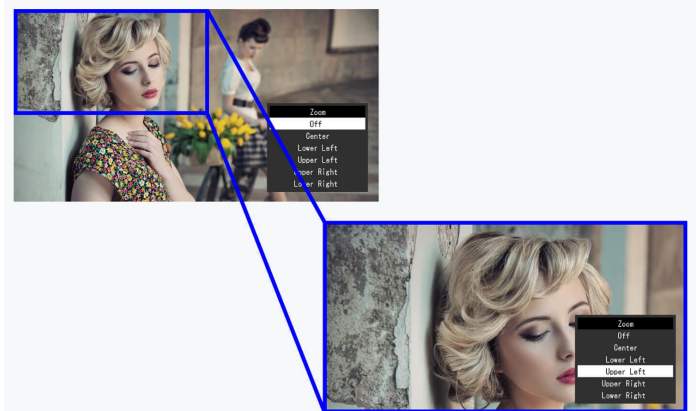 Zoom
Off
Center
Lower Left
Upper Left
Upper Right
Lower Right
Zoom
Off
Center
Lower Left
Upper Left
Upper Right
Lower Right